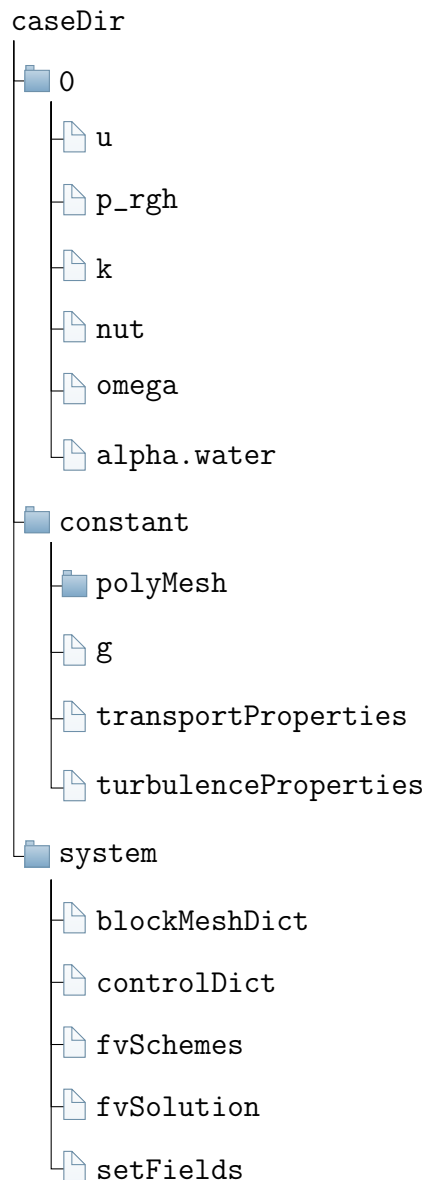 caseDir
0
u
p_rgh
k
nut
omega
alpha.water
constant
polyMesh
g
transportProperties
turbulenceProperties
system
blockMeshDict
controlDict
fvSchemes
fvSolution
setFields